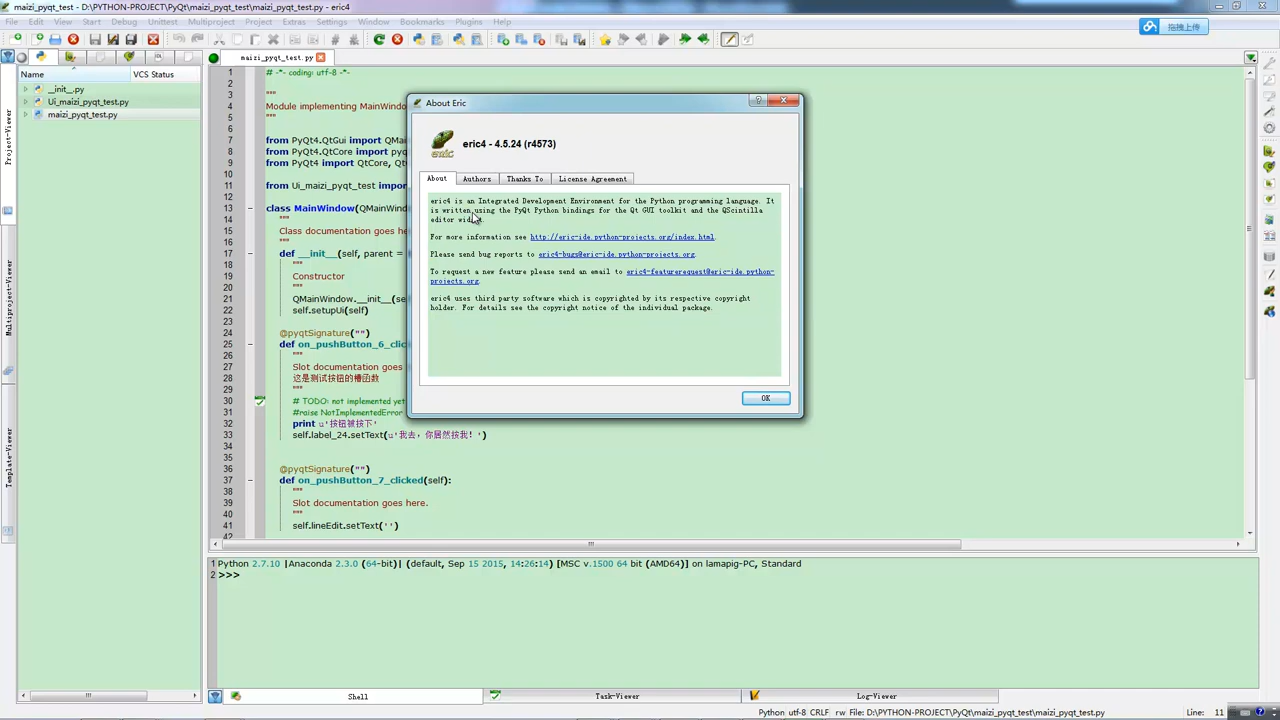 maizi_pyqt_test - D:\PYTHON-PROJECT\PyQt\maizi_pyqt_test\maizi_pyqt_test.py - eric4
File Edit View Start Debug Unittest Multiproject Project Extras Settings Window Bookmarks Plugins Help
拖拽上传
maizi_pyqt_test.py
Name VCS Status
__init__.py
Ui_maizi_pyqt_test.py
maizi_pyqt_test.py
Project-Viewer
Multiproject-Viewer
Template-Viewer
1 # -*- coding: utf-8 -*-
2
3 """
4 Module implementing MainWindo
5 """
6
7 from PyQt4.QtGui import QMa
8 from PyQt4.QtCore import pyc
9 from PyQt4 import QtCore, Qt
10
11 from Ui_maizi_pyqt_test import
12
13 class MainWindow(QMainWindo
14 """
15 Class documentation goes he
16 """
17 def __init__(self, parent =
18 """
19 Constructor
20 """
21 QMainWindow.__init__(se
22 self.setupUi(self)
23
24 @pyqtSignature("")
25 def on_pushButton_6_clic
26 """
27 Slot documentation goes
28 这是测试按钮的槽函数
29 """
30 # TODO: not implemented yet
31 #raise NotImplementedError
32 print u'按钮被按下'
33 self.label_24.setText(u'我去，你居然按我！')
34
35
36 @pyqtSignature("")
37 def on_pushButton_7_clicked(self):
38 """
39 Slot documentation goes here.
40 """
41 self.lineEdit.setText('')
42
About Eric
eric4 - 4.5.24 (r4573)
About Authors Thanks To License Agreement
eric4 is an Integrated Development Environment for the Python programming language. It
is written using the PyQt Python bindings for the Qt GUI toolkit and the QScintilla
editor widget.
For more information see http://eric-ide.python-projects.org/index.html.
Please send bug reports to eric4-bugs@eric-ide.python-projects.org.
To request a new feature please send an email to eric4-featurerequest@eric-ide.python-
projects.org.
eric4 uses third party software which is copyrighted by its respective copyright
holder. For details see the copyright notice of the individual package.
OK
1 Python 2.7.10 |Anaconda 2.3.0 (64-bit)| (default, Sep 15 2015, 14:26:14) [MSC v.1500 64 bit (AMD64)] on lamapig-PC, Standard
2 >>>
Shell Task-Viewer Log-Viewer
Python utf-8 CRLF rw File: D:\PYTHON-PROJECT\PyQt\maizi_pyqt_test\maizi_pyqt_test.py Line: 11